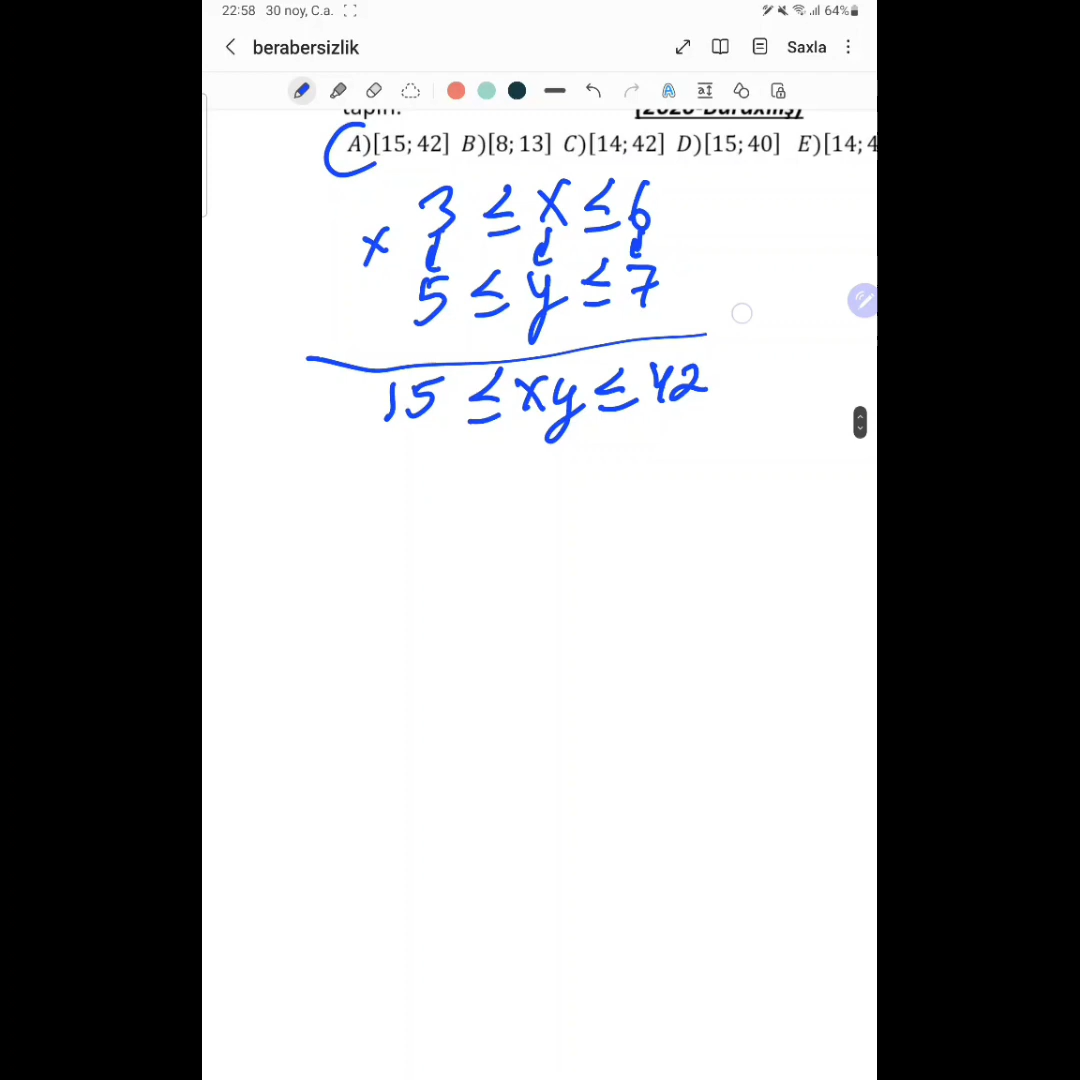 22:58 30 noy, C.a. 64%
berabersizlik Saxla
A)[15; 42] B)[8; 13] C)[14; 42] D)[15; 40] E)[14; 4
3 ≤ x ≤ 6
x
5 ≤ y ≤ 7
15 ≤ xy ≤ 42